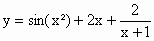 y = sin( x²) + 2x + 2/(x+1)